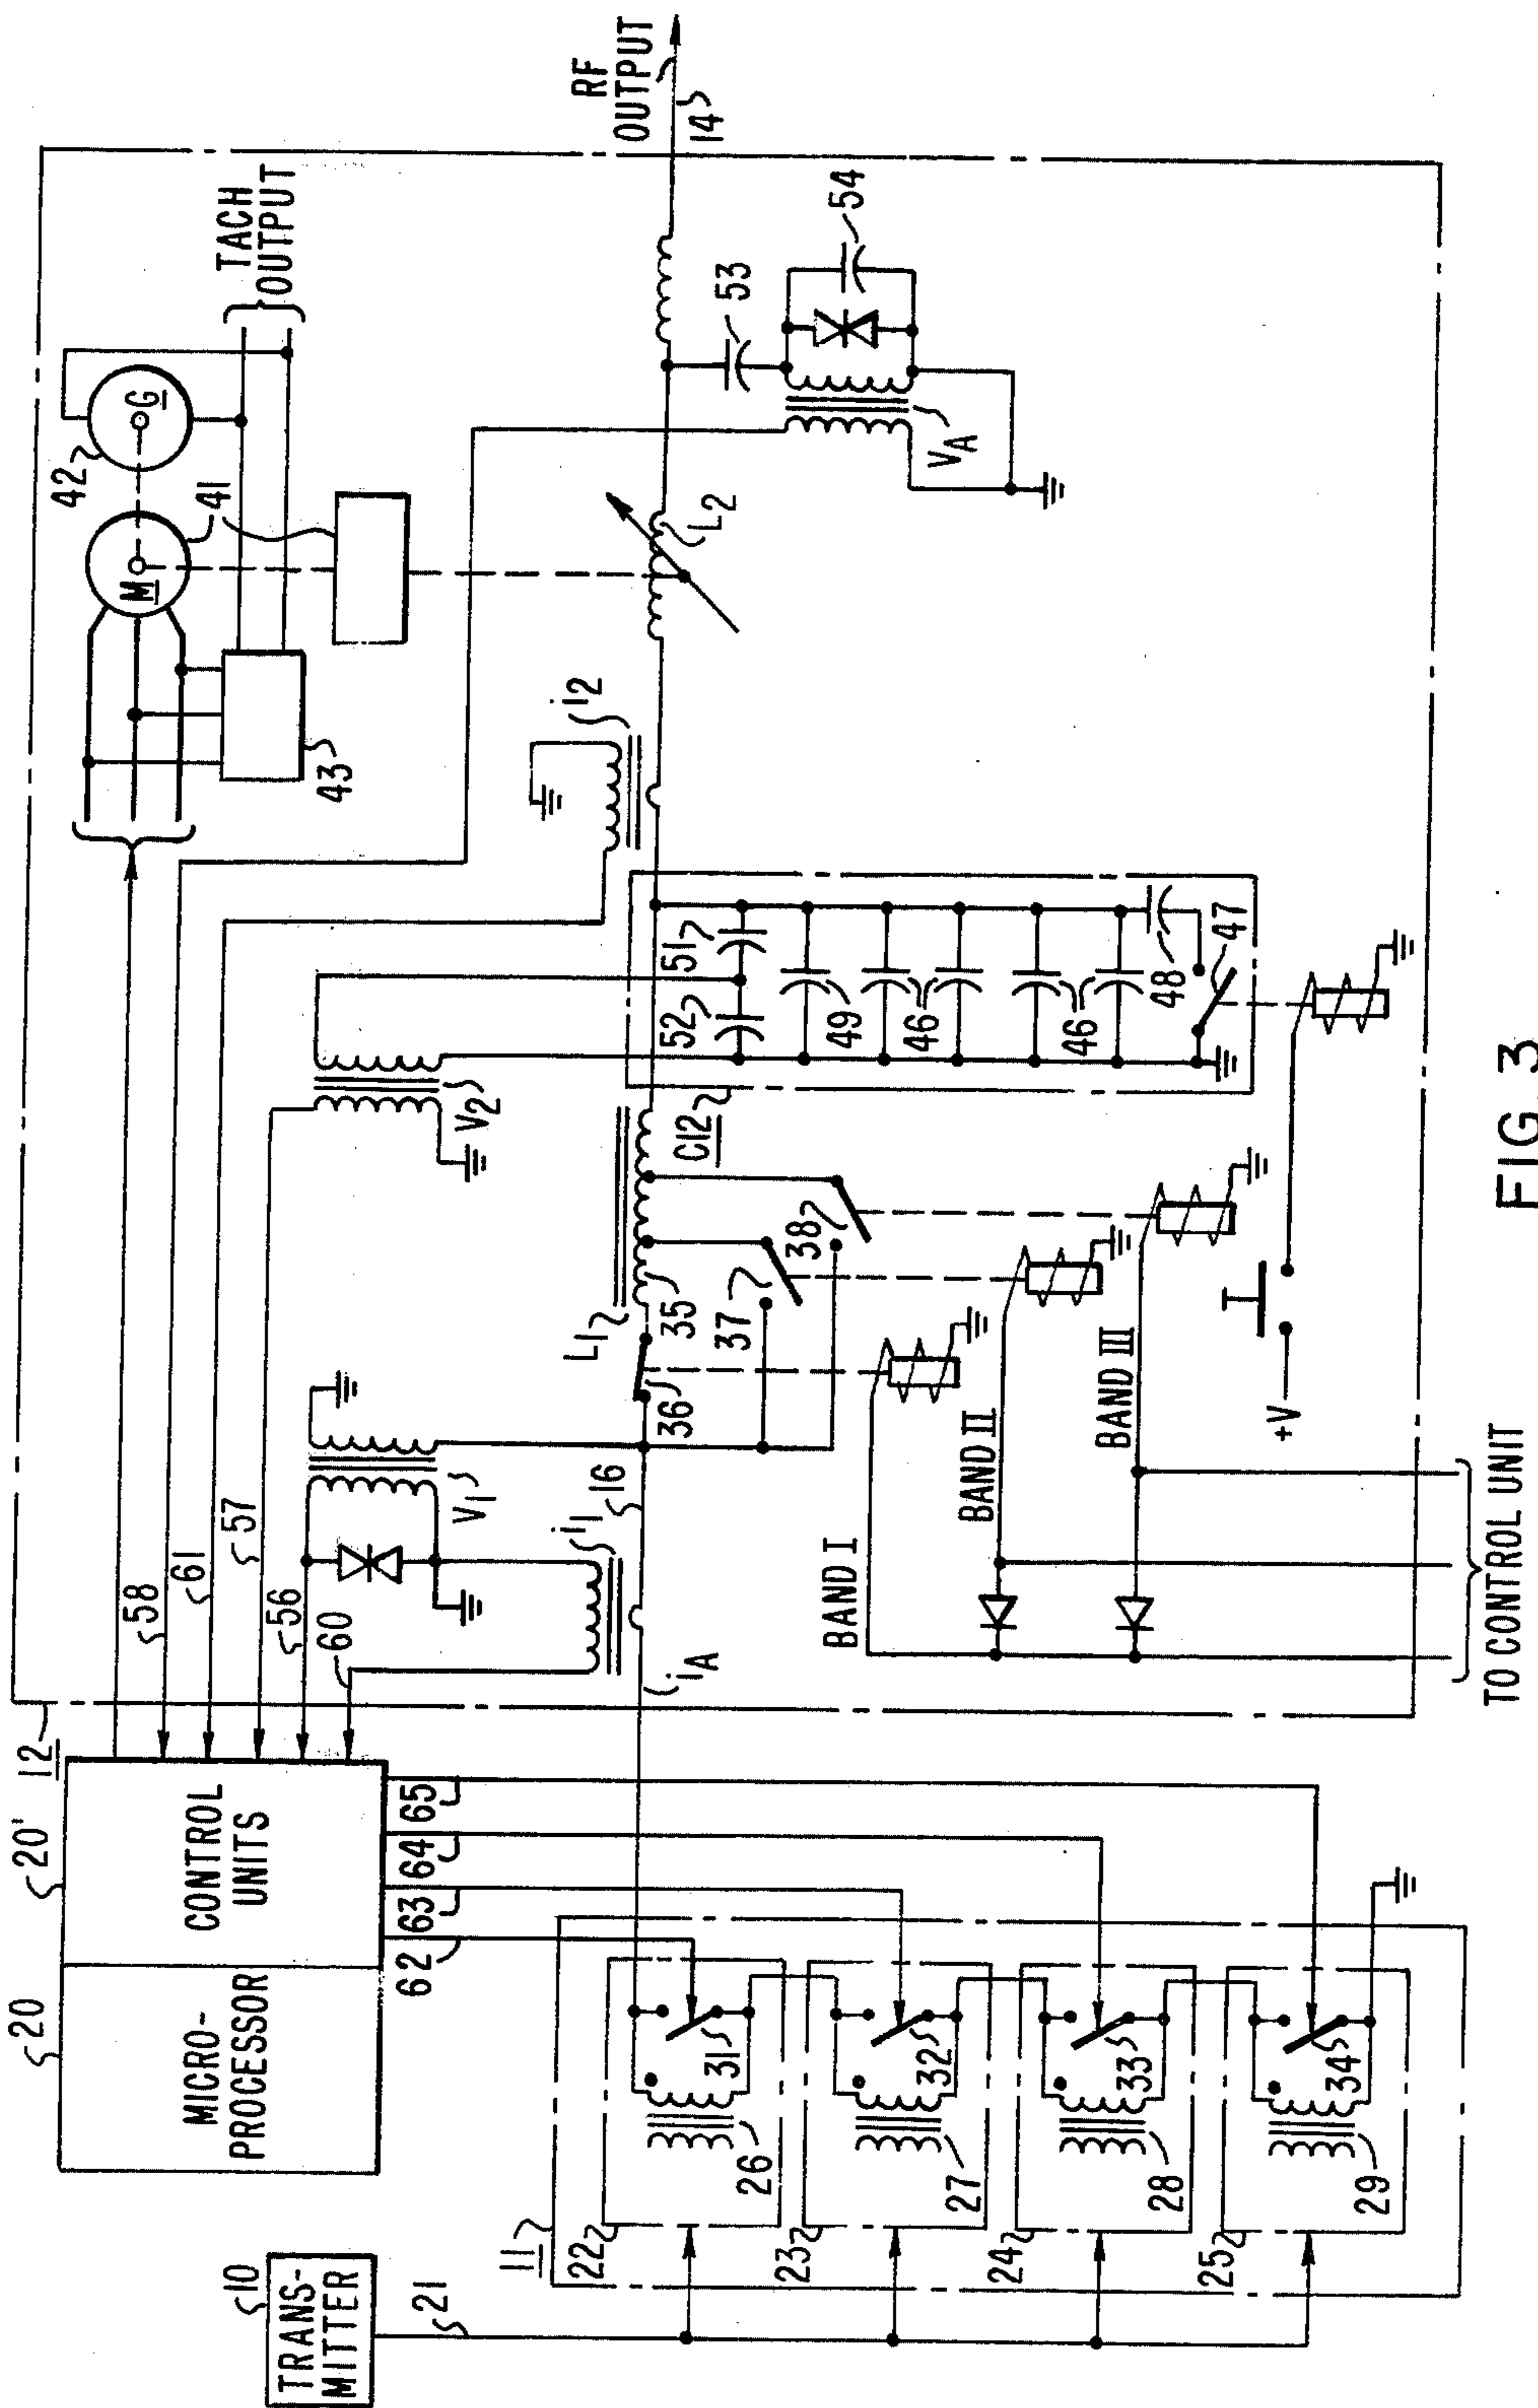 20
20'
12
MICRO-
PROCESSOR
CONTROL
UNITS
10
TRANS-
MITTER
21
11
22
23
24
25
26
27
28
29
31
32
33
34
62
63
64
65
58
61
57
56
60
V1
i1
iA
16
36
L1
35
37
38
V2
C12
52
51
49
46
46
48
47
i2
L2
43
M
41
42
G
TACH
OUTPUT
53
54
VA
RF
OUTPUT
14
BAND I
BAND II
BAND III
+V
TO CONTROL UNIT
FIG. 3